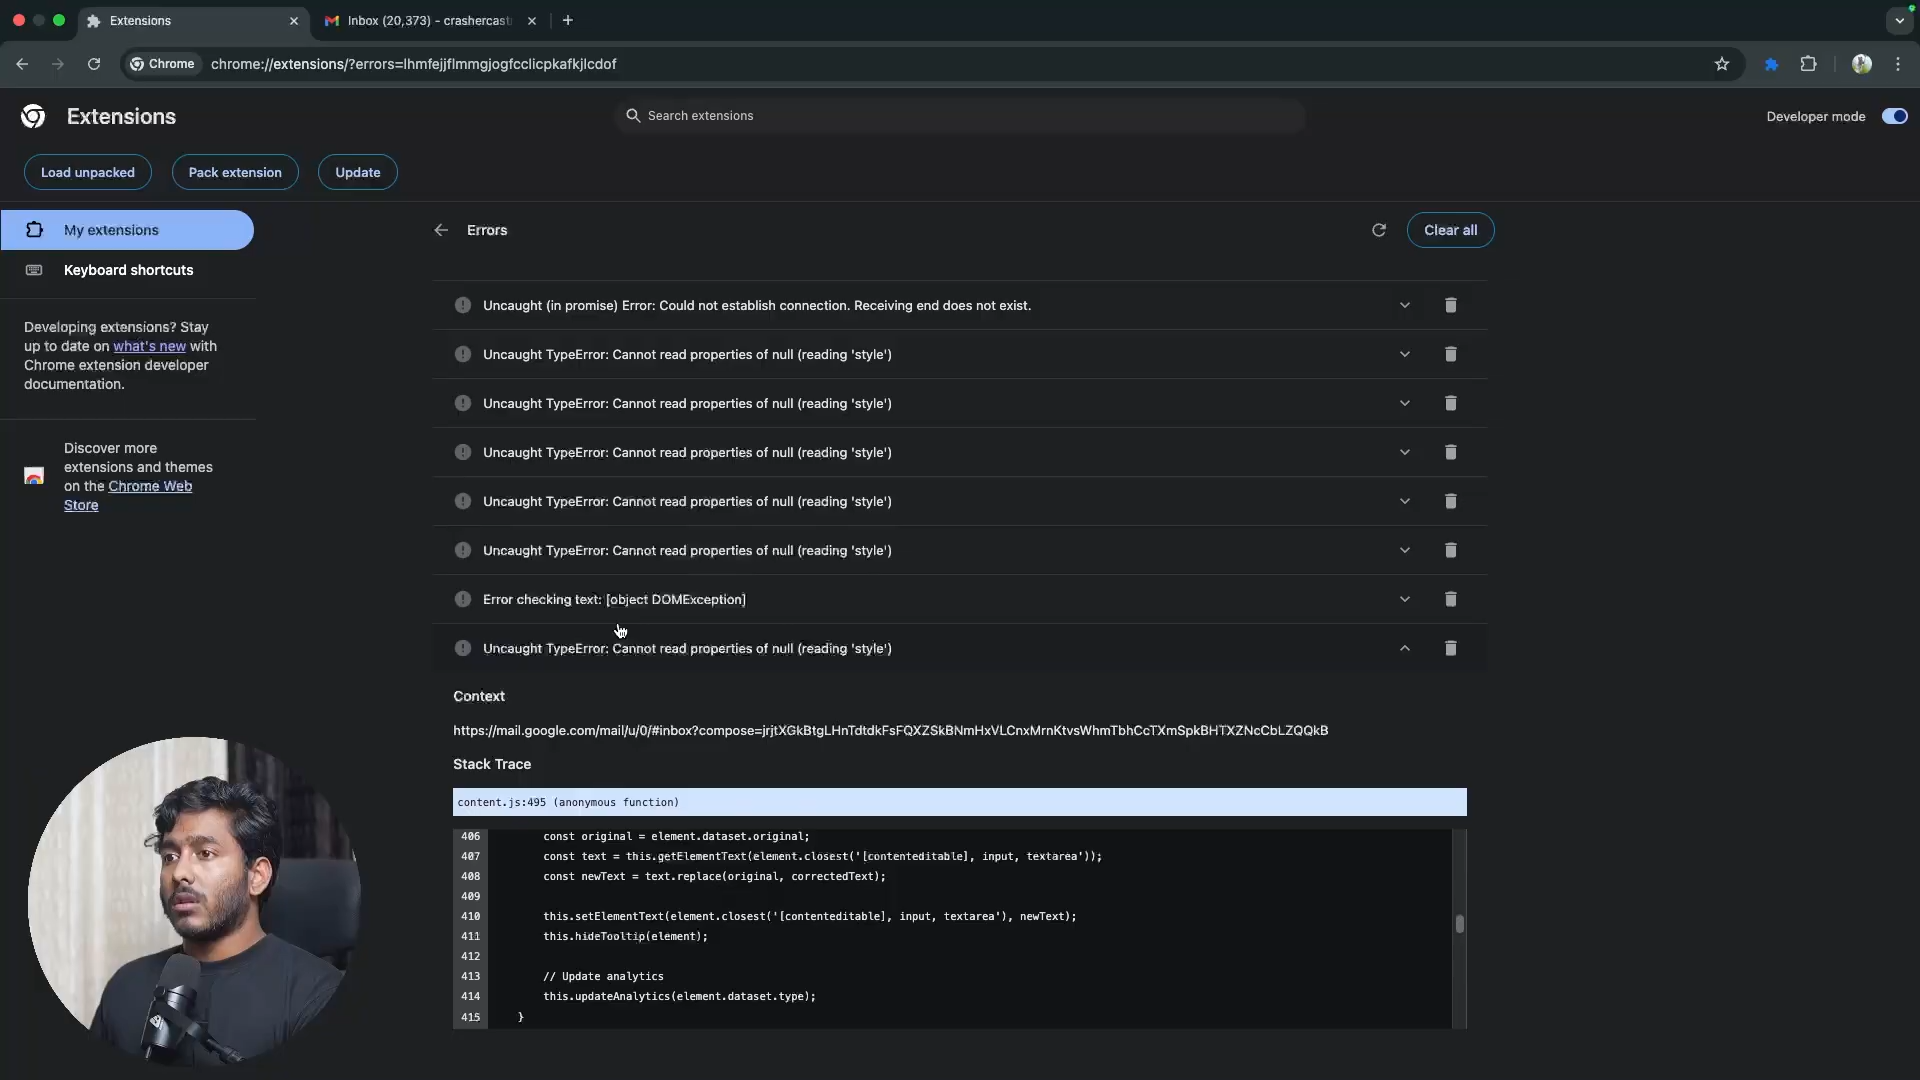 Extensions
Inbox (20,373) - crashercast
Chrome
chrome://extensions/?errors=lhmfejjflmmgjogfcclicpkafkjlcdof
Extensions
Search extensions
Developer mode
Load unpacked
Pack extension
Update
My extensions
Keyboard shortcuts
Developing extensions? Stay
up to date on what's new with
Chrome extension developer
documentation.
Discover more
extensions and themes
on the Chrome Web
Store
Errors
Clear all
Uncaught (in promise) Error: Could not establish connection. Receiving end does not exist.
Uncaught TypeError: Cannot read properties of null (reading 'style')
Uncaught TypeError: Cannot read properties of null (reading 'style')
Uncaught TypeError: Cannot read properties of null (reading 'style')
Uncaught TypeError: Cannot read properties of null (reading 'style')
Uncaught TypeError: Cannot read properties of null (reading 'style')
Error checking text: [object DOMException]
Uncaught TypeError: Cannot read properties of null (reading 'style')
Context
https://mail.google.com/mail/u/0/#inbox?compose=jrjtXGkBtgLHnTdtdkFsFQXZSkBNmHxVLCnxMrnKtvsWhmTbhCcTXmSpkBHTXZNcCbLZQQkB
Stack Trace
content.js:495 (anonymous function)
406 const original = element.dataset.original;
407 const text = this.getElementText(element.closest('[contenteditable], input, textarea'));
408 const newText = text.replace(original, correctedText);
409
410 this.setElementText(element.closest('[contenteditable], input, textarea'), newText);
411 this.hideTooltip(element);
412
413 // Update analytics
414 this.updateAnalytics(element.dataset.type);
415 }